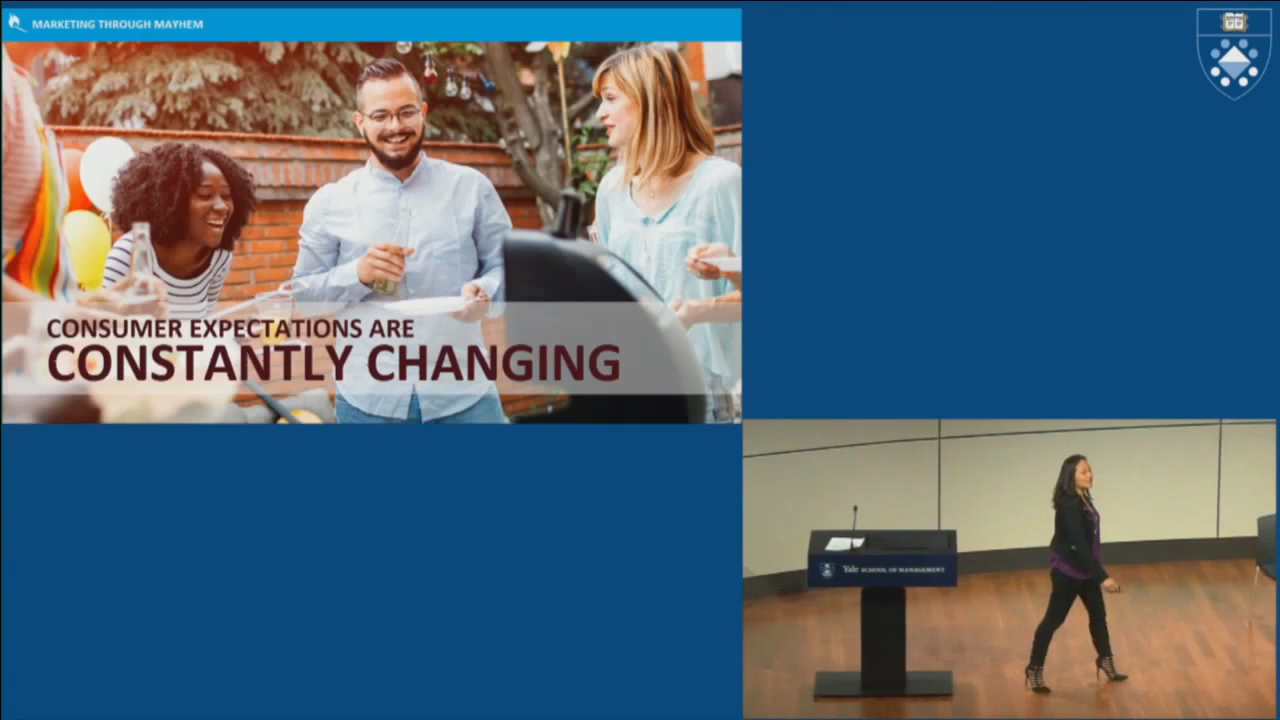 MARKETING THROUGH MAYHEM
CONSUMER EXPECTATIONS ARE
CONSTANTLY CHANGING
Yale SCHOOL OF MANAGEMENT